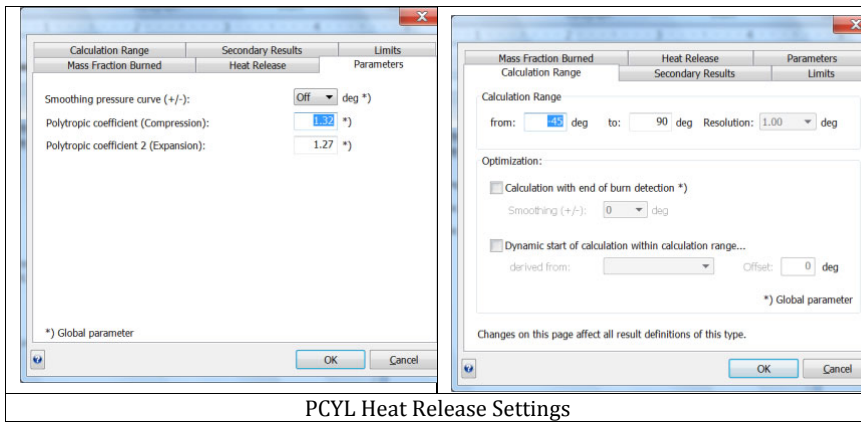 Calculation Range Secondary Results Limits
Mass Fraction Burned Heat Release Parameters
Smoothing pressure curve (+/-): Off deg *)
Polytropic coefficient (Compression): 1.32 *)
Polytropic coefficient 2 (Expansion): 1.27 *)
*) Global parameter
OK Cancel
Mass Fraction Burned Heat Release Parameters
Calculation Range Secondary Results Limits
Calculation Range
from: -45 deg to: 90 deg Resolution: 1.00 deg
Optimization:
Calculation with end of burn detection *)
Smoothing (+/-): 0 deg
Dynamic start of calculation within calculation range...
derived from: Offset: 0 deg
*) Global parameter
Changes on this page affect all result definitions of this type.
OK Cancel
PCYL Heat Release Settings